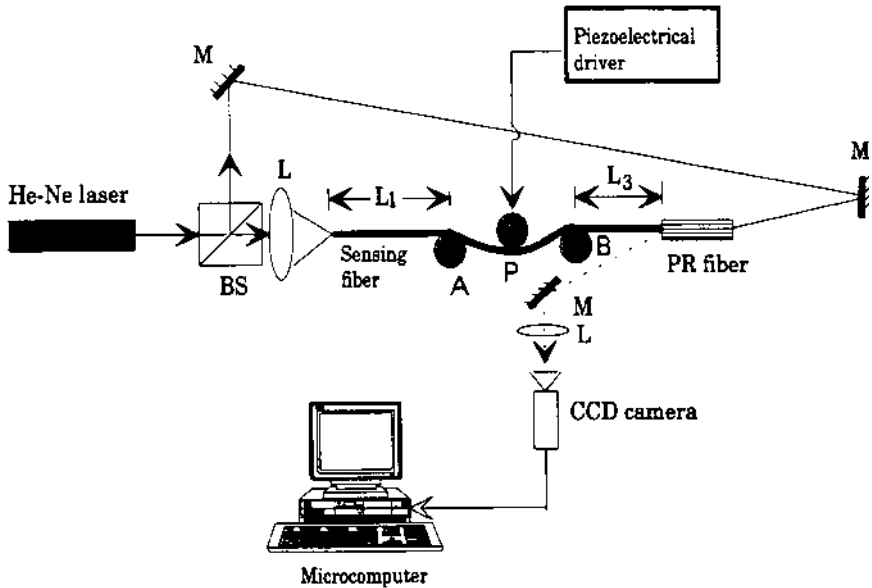 Piezoelectrical
driver
M
M
L
He-Ne laser
L₁
L₃
Sensing
fiber
BS
A
P
B
PR fiber
M
L
CCD camera
Microcomputer